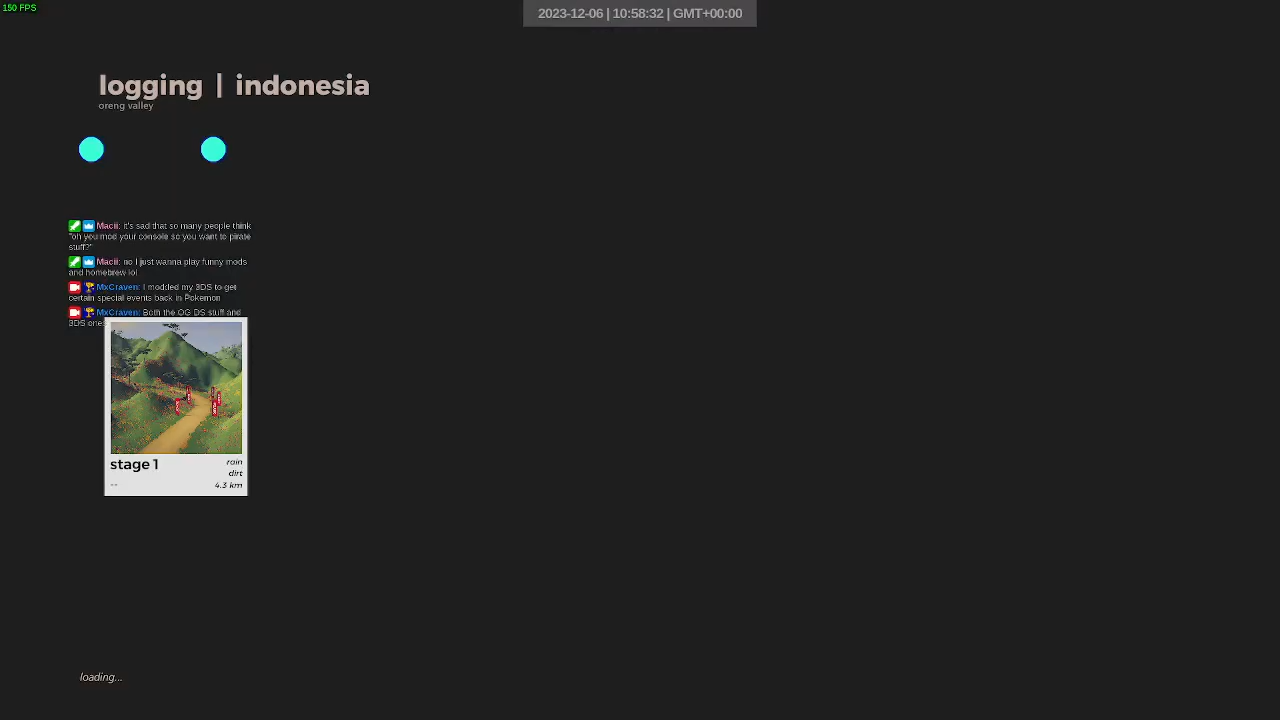 150 FPS
2023-12-06 | 10:58:32 | GMT+00:00
logging | indonesia
oreng valley
Macii: it's sad that so many people think
"oh you mod your console so you want to pirate
stuff?"
Macii: no I just wanna play funny mods
and homebrew lol
MxCraven: I modded my 3DS to get
certain special events back in Pokemon
MxCraven: Both the OG DS stuff and
3DS ones
stage 1
rain
dirt
--
4.3 km
loading...